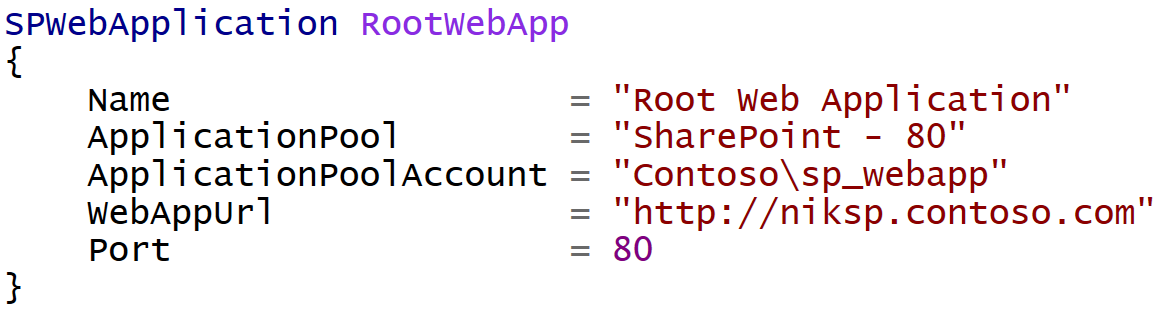 SPWebApplication RootWebApp
{
    Name                   = "Root Web Application"
    ApplicationPool        = "SharePoint - 80"
    ApplicationPoolAccount = "Contoso\sp_webapp"
    WebAppUrl              = "http://niksp.contoso.com"
    Port                   = 80
}